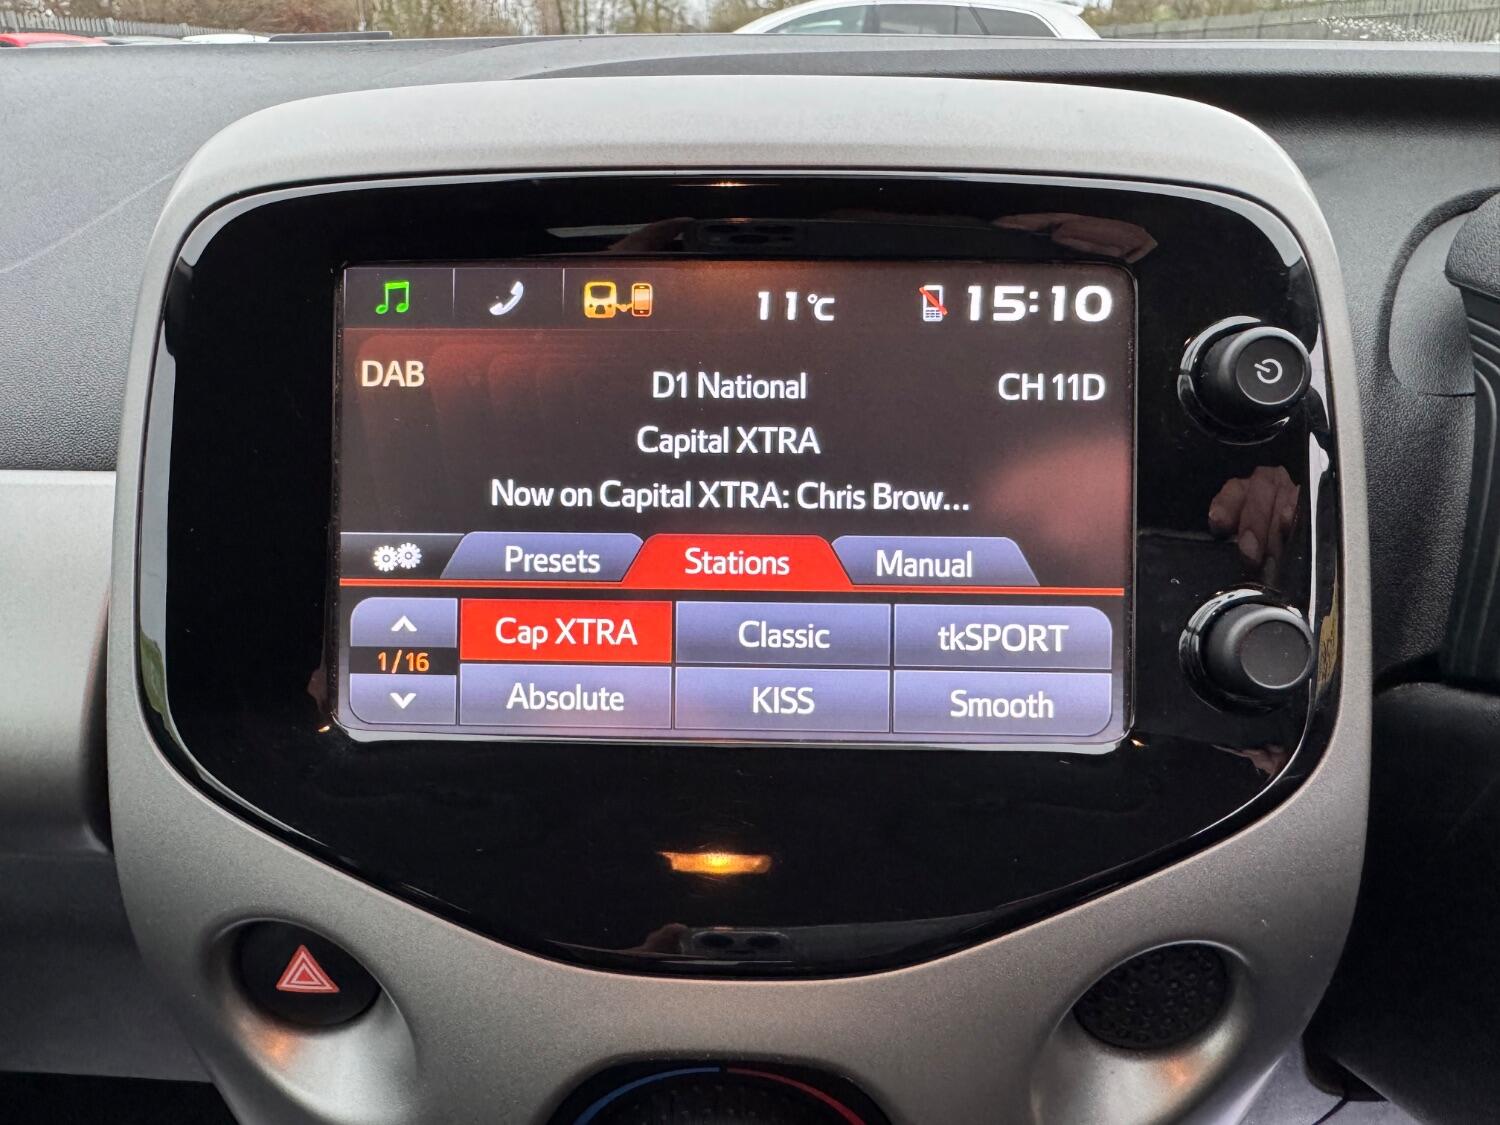 11°C 15:10
DAB D1 National CH 11D
Capital XTRA
Now on Capital XTRA: Chris Brow...
Presets Stations Manual
Cap XTRA Classic tkSPORT
1/16
Absolute KISS Smooth